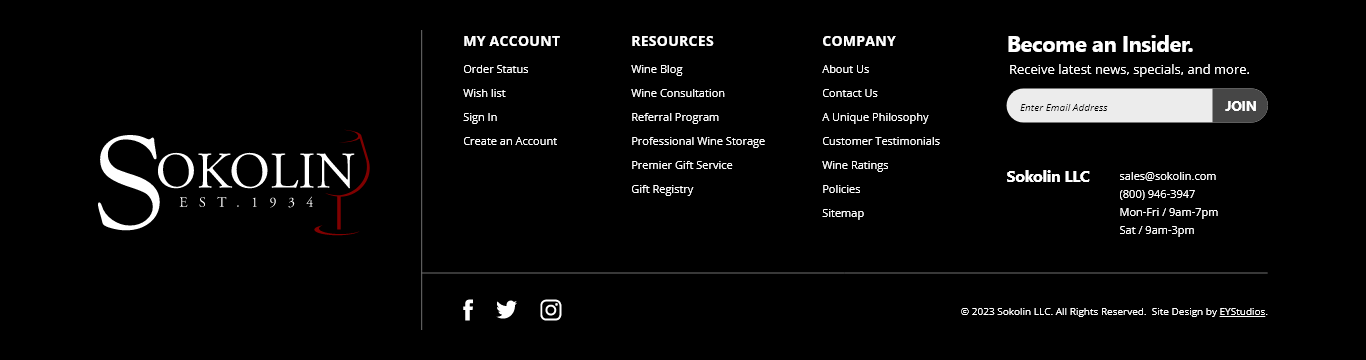 SOKOLIN
EST. 1934
MY ACCOUNT
Order Status
Wish list
Sign In
Create an Account
RESOURCES
Wine Blog
Wine Consultation
Referral Program
Professional Wine Storage
Premier Gift Service
Gift Registry
COMPANY
About Us
Contact Us
A Unique Philosophy
Customer Testimonials
Wine Ratings
Policies
Sitemap
Become an Insider.
Receive latest news, specials, and more.
Enter Email Address
JOIN
Sokolin LLC
sales@sokolin.com
(800) 946-3947
Mon-Fri / 9am-7pm
Sat / 9am-3pm
© 2023 Sokolin LLC. All Rights Reserved. Site Design by EYStudios.